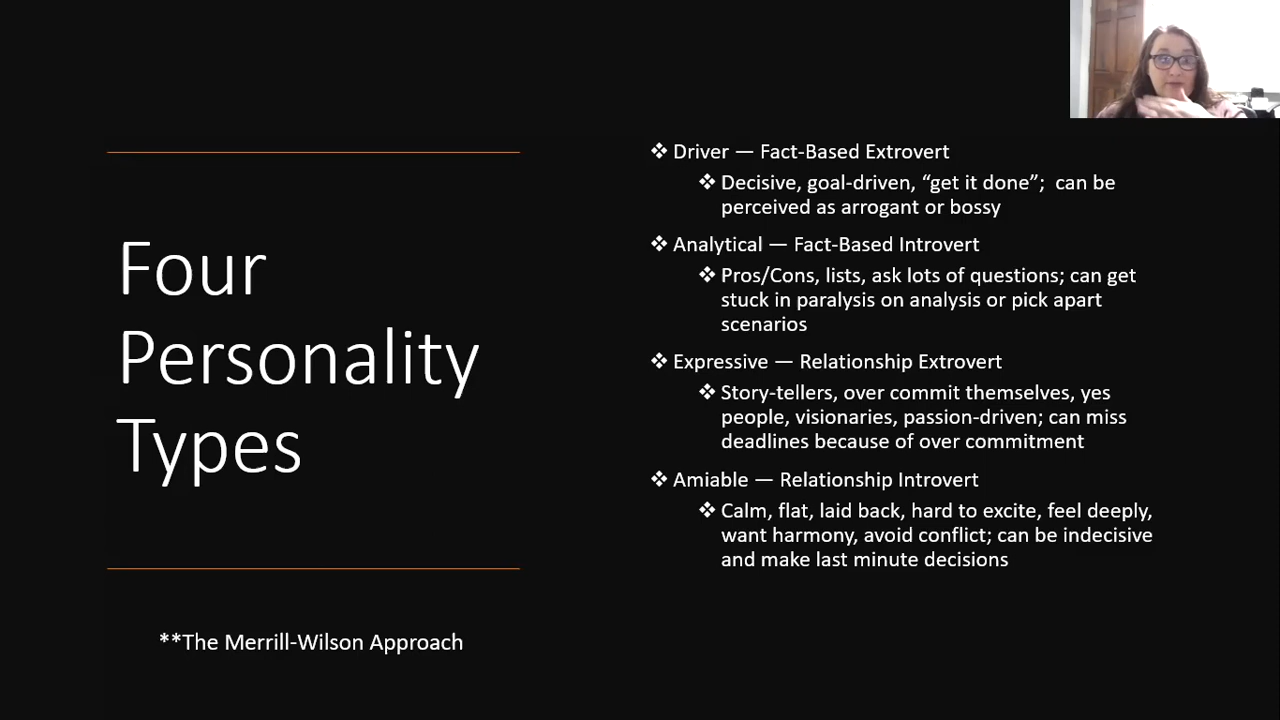 Four
Personality
Types
**The Merrill-Wilson Approach
❖ Driver — Fact-Based Extrovert
❖ Decisive, goal-driven, “get it done”;  can be
perceived as arrogant or bossy
❖ Analytical — Fact-Based Introvert
❖ Pros/Cons, lists, ask lots of questions; can get
stuck in paralysis on analysis or pick apart
scenarios
❖ Expressive — Relationship Extrovert
❖ Story-tellers, over commit themselves, yes
people, visionaries, passion-driven; can miss
deadlines because of over commitment
❖ Amiable — Relationship Introvert
❖ Calm, flat, laid back, hard to excite, feel deeply,
want harmony, avoid conflict; can be indecisive
and make last minute decisions